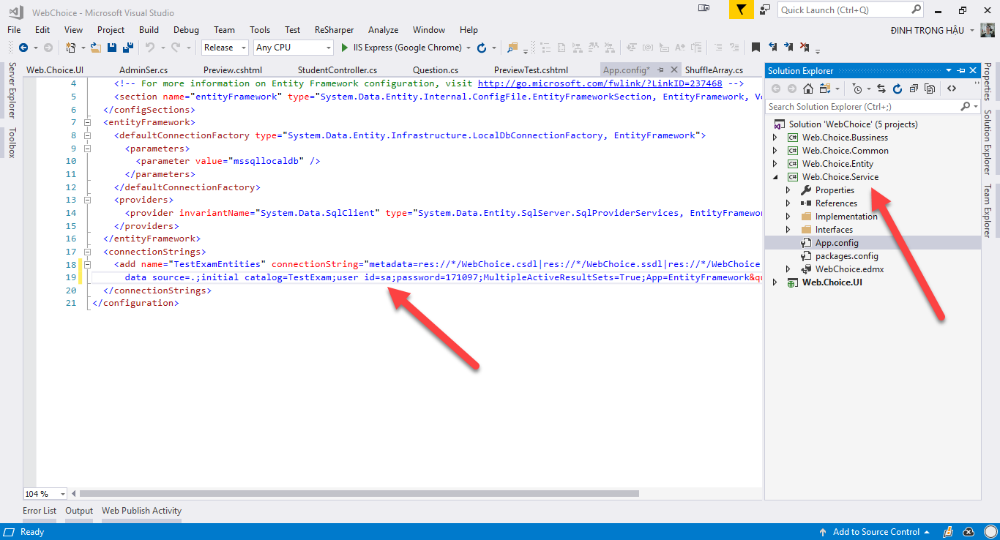 WebChoice - Microsoft Visual Studio
Quick Launch (Ctrl+Q)
File Edit View Project Build Debug Team Tools Test ReSharper Analyze Window Help
ĐINH TRỌNG HẬU
Release Any CPU IIS Express (Google Chrome)
Server Explorer
Toolbox
Web.Choice.UI AdminSer.cs Preview.cshtml StudentController.cs Question.cs PreviewTest.cshtml App.config* ShuffleArray.cs
4 <!-- For more information on Entity Framework configuration, visit http://go.microsoft.com/fwlink/?LinkID=237468 -->
5 <section name="entityFramework" type="System.Data.Entity.Internal.ConfigFile.EntityFrameworkSection, EntityFramework, Ve
6 </configSections>
7 <entityFramework>
8 <defaultConnectionFactory type="System.Data.Entity.Infrastructure.LocalDbConnectionFactory, EntityFramework">
9 <parameters>
10 <parameter value="mssqllocaldb" />
11 </parameters>
12 </defaultConnectionFactory>
13 <providers>
14 <provider invariantName="System.Data.SqlClient" type="System.Data.Entity.SqlServer.SqlProviderServices, EntityFramewor
15 </providers>
16 </entityFramework>
17 <connectionStrings>
18 <add name="TestExamEntities" connectionString="metadata=res://*/WebChoice.csdl|res://*/WebChoice.ssdl|res://*/WebChoice
19 data source=.;initial catalog=TestExam;user id=sa;password=171097;MultipleActiveResultSets=True;App=EntityFramework&qu
20 </connectionStrings>
21 </configuration>
104 %
Solution Explorer
Search Solution Explorer (Ctrl+;)
Solution 'WebChoice' (5 projects)
Web.Choice.Bussiness
Web.Choice.Common
Web.Choice.Entity
Web.Choice.Service
Properties
References
Implementation
Interfaces
App.config
packages.config
WebChoice.edmx
Web.Choice.UI
Properties
Solution Explorer
Team Explorer
Error List Output Web Publish Activity
Ready
Add to Source Control